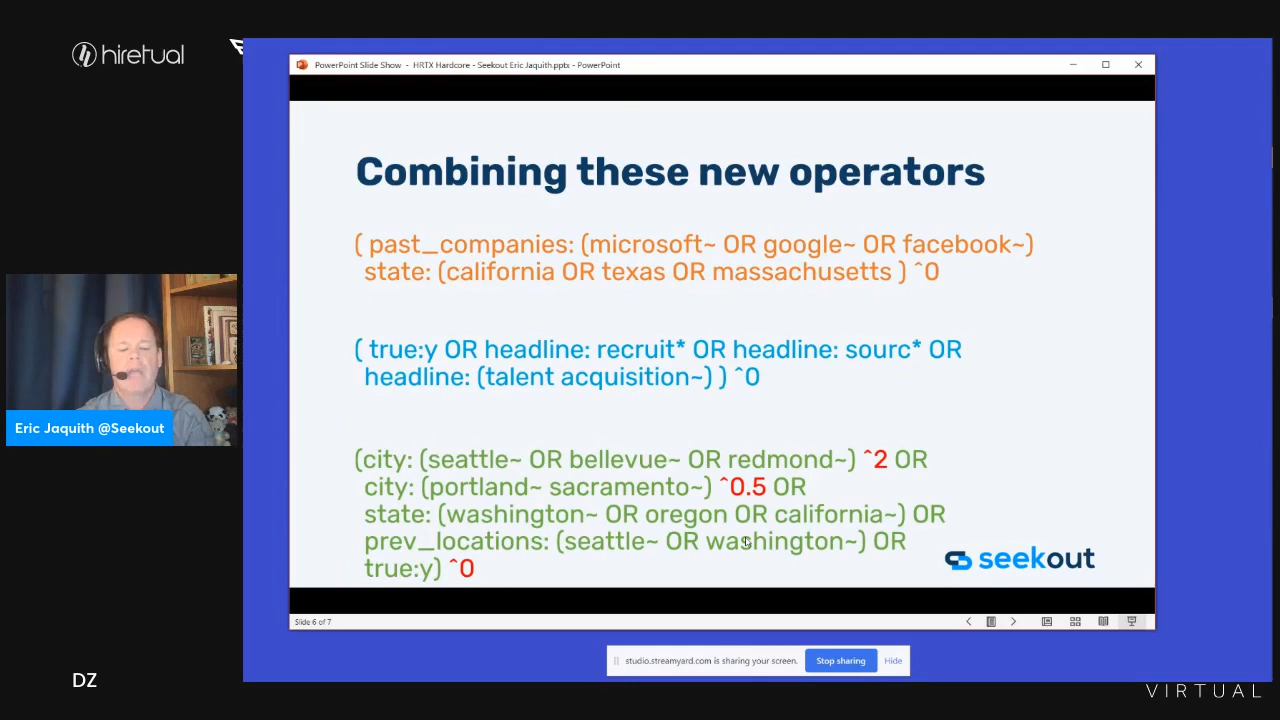 hiretual
PowerPoint Slide Show - HRTX Hardcore - Seekout Eric Jaquith.pptx - PowerPoint
Combining these new operators
( past_companies: (microsoft~ OR google~ OR facebook~)
state: (california OR texas OR massachusetts ) ^0
( true:y OR headline: recruit* OR headline: sourc* OR
headline: (talent acquisition~) ) ^0
(city: (seattle~ OR bellevue~ OR redmond~) ^2 OR
city: (portland~ sacramento~) ^0.5 OR
state: (washington~ OR oregon OR california~) OR
prev_locations: (seattle~ OR washington~) OR
true:y) ^0
seekout
Eric Jaquith @Seekout
Slide 6 of 7
studio.streamyard.com is sharing your screen. Stop sharing Hide
DZ
VIRTUAL